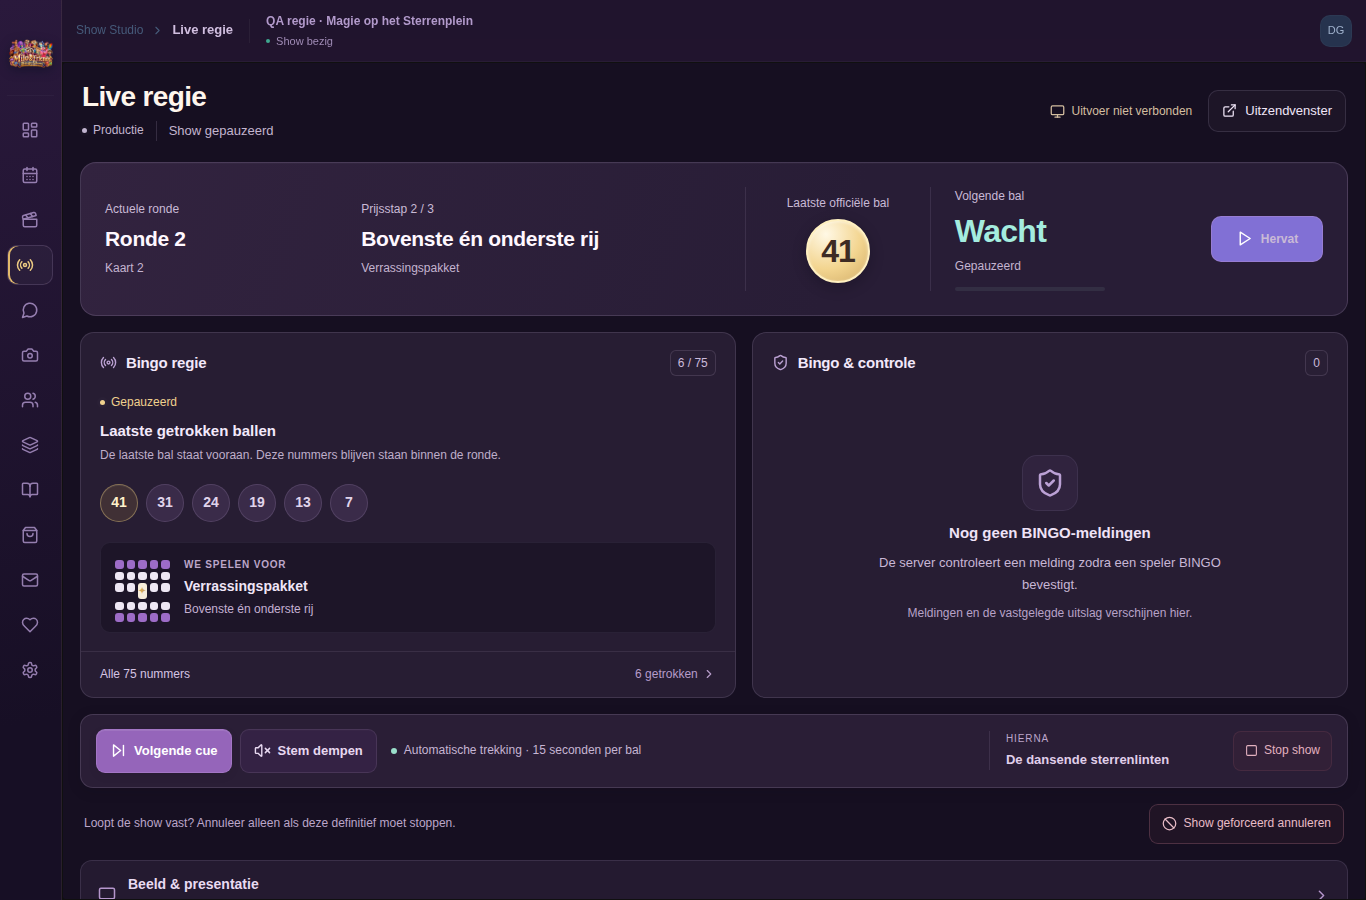 Show Studio
Live regie
QA regie · Magie op het Sterrenplein
Show bezig
DG
Live regie
Productie
Show gepauzeerd
Uitvoer niet verbonden
Uitzendvenster
Actuele ronde
Ronde 2
Kaart 2
Prijsstap 2 / 3
Bovenste én onderste rij
Verrassingspakket
Laatste officiële bal
41
Volgende bal
Wacht
Gepauzeerd
Hervat
Bingo regie
6 / 75
Gepauzeerd
Laatste getrokken ballen
De laatste bal staat vooraan. Deze nummers blijven staan binnen de ronde.
41 31 24 19 13 7
WE SPELEN VOOR
Verrassingspakket
Bovenste én onderste rij
Alle 75 nummers
6 getrokken
Bingo & controle
0
Nog geen BINGO-meldingen
De server controleert een melding zodra een speler BINGO
bevestigt.
Meldingen en de vastgelegde uitslag verschijnen hier.
Volgende cue
Stem dempen
Automatische trekking · 15 seconden per bal
HIERNA
De dansende sterrenlinten
Stop show
Loopt de show vast? Annuleer alleen als deze definitief moet stoppen.
Show geforceerd annuleren
Beeld & presentatie